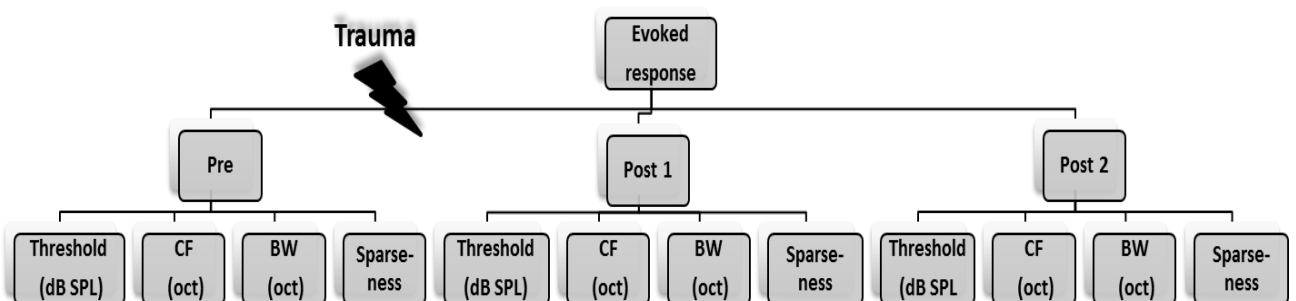 Trauma
Evoked
response
Pre
Post 1
Post 2
Threshold
(dB SPL)
CF
(oct)
BW
(oct)
Sparse-
ness
Threshold
(dB SPL)
CF
(oct)
BW
(oct)
Sparse-
ness
Threshold
(dB SPL
CF
(oct)
BW
(oct)
Sparse-
ness